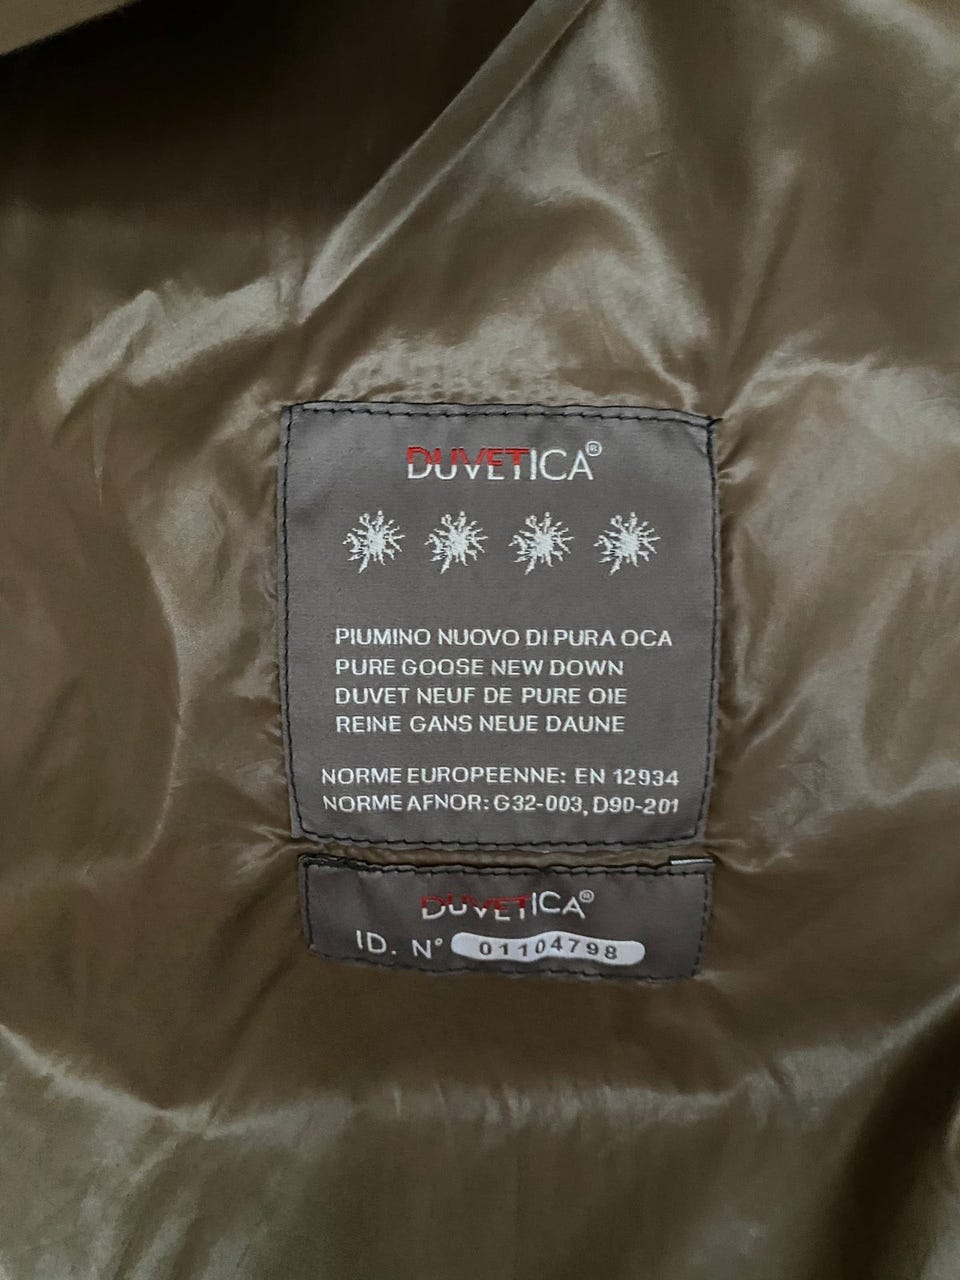 DUVETICA®
PIUMINO NUOVO DI PURA OCA
PURE GOOSE NEW DOWN
DUVET NEUF DE PURE OIE
REINE GANS NEUE DAUNE
NORME EUROPEENNE: EN 12934
NORME AFNOR: G32-003, D90-201
DUVETICA®
ID. N° 01104798